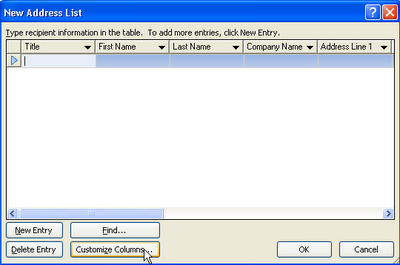 New Address List
Type recipient information in the table. To add more entries, click New Entry.
Title First Name Last Name Company Name Address Line 1
New Entry Find...
Delete Entry Customize Columns... OK Cancel